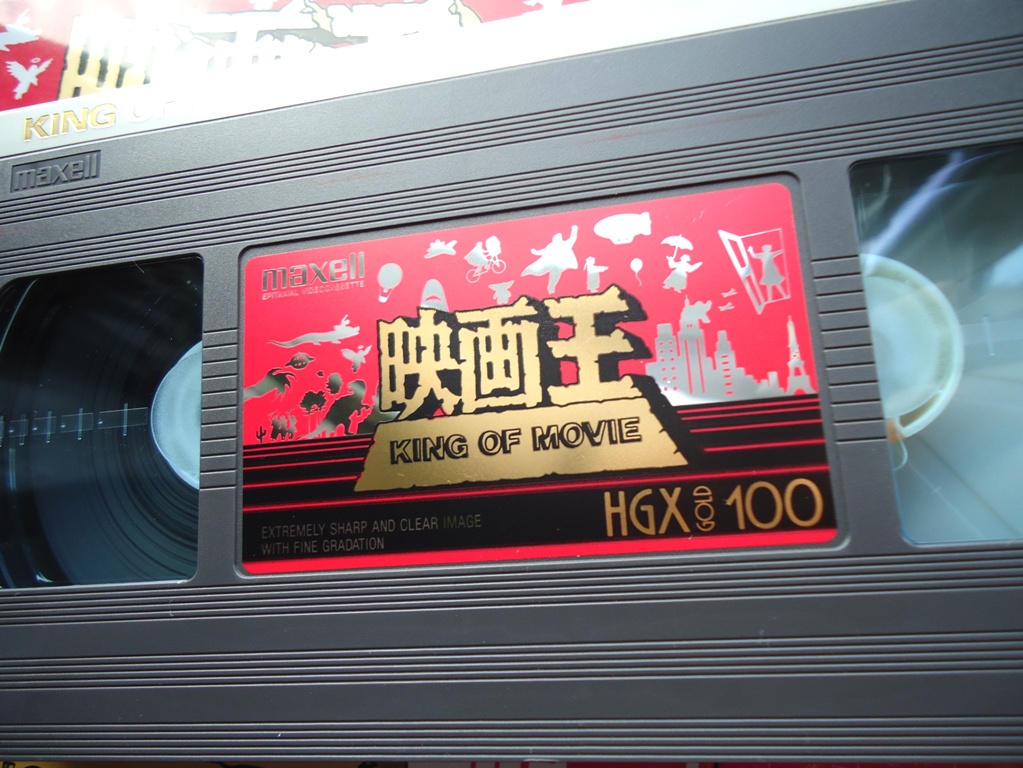 KING OF
maxell
maxell
EPITAXIAL VIDEOCASSETTE
映画王
KING OF MOVIE
HGX GOLD 100
EXTREMELY SHARP AND CLEAR IMAGE
WITH FINE GRADATION